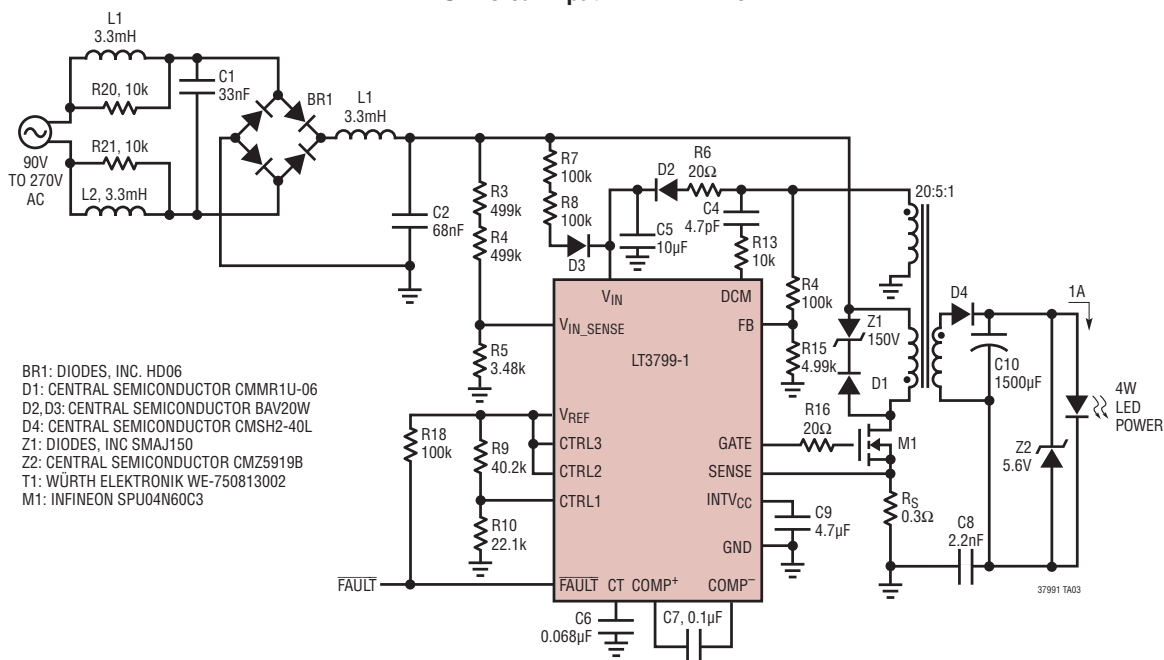 L1
3.3mH
R20, 10k
C1
33nF
BR1
L1
3.3mH
R21, 10k
90V
TO 270V
AC
L2, 3.3mH
C2
68nF
R3
499k
R4
499k
R7
100k
R8
100k
D3
D2
R6
20Ω
C5
10µF
C4
4.7pF
R13
10k
20:5:1
R4
100k
R15
4.99k
Z1
150V
D1
D4
1A
C10
1500µF
4W
LED
POWER
Z2
5.6V
VIN
DCM
VIN_SENSE
FB
LT3799-1
R5
3.48k
VREF
CTRL3
CTRL2
CTRL1
GATE
SENSE
INTVCC
GND
R16
20Ω
M1
RS
0.3Ω
C8
2.2nF
C9
4.7µF
R18
100k
R9
40.2k
R10
22.1k
FAULT
FAULT CT COMP+ COMP–
C6
0.068µF
C7, 0.1µF
BR1: DIODES, INC. HD06
D1: CENTRAL SEMICONDUCTOR CMMR1U-06
D2,D3: CENTRAL SEMICONDUCTOR BAV20W
D4: CENTRAL SEMICONDUCTOR CMSH2-40L
Z1: DIODES, INC SMAJ150
Z2: CENTRAL SEMICONDUCTOR CMZ5919B
T1: WÜRTH ELEKTRONIK WE-750813002
M1: INFINEON SPU04N60C3
37991 TA03